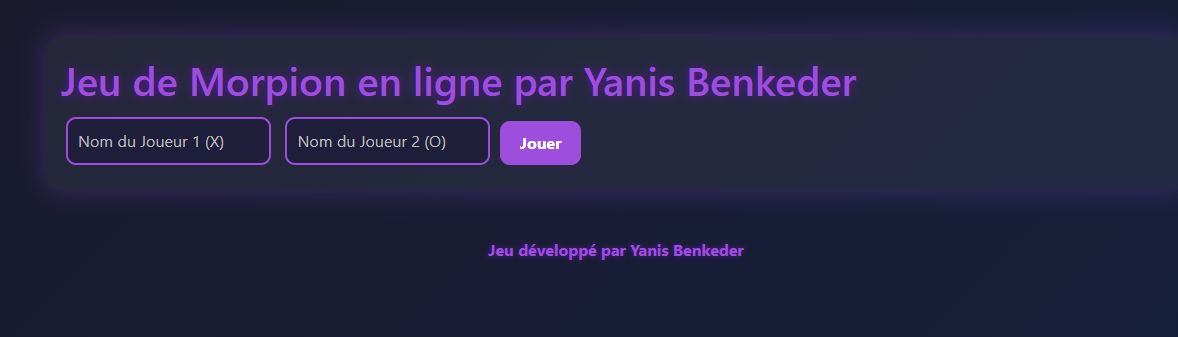 Jeu de Morpion en ligne par Yanis Benkeder
Nom du Joueur 1 (X) Nom du Joueur 2 (O) Jouer
Jeu développé par Yanis Benkeder